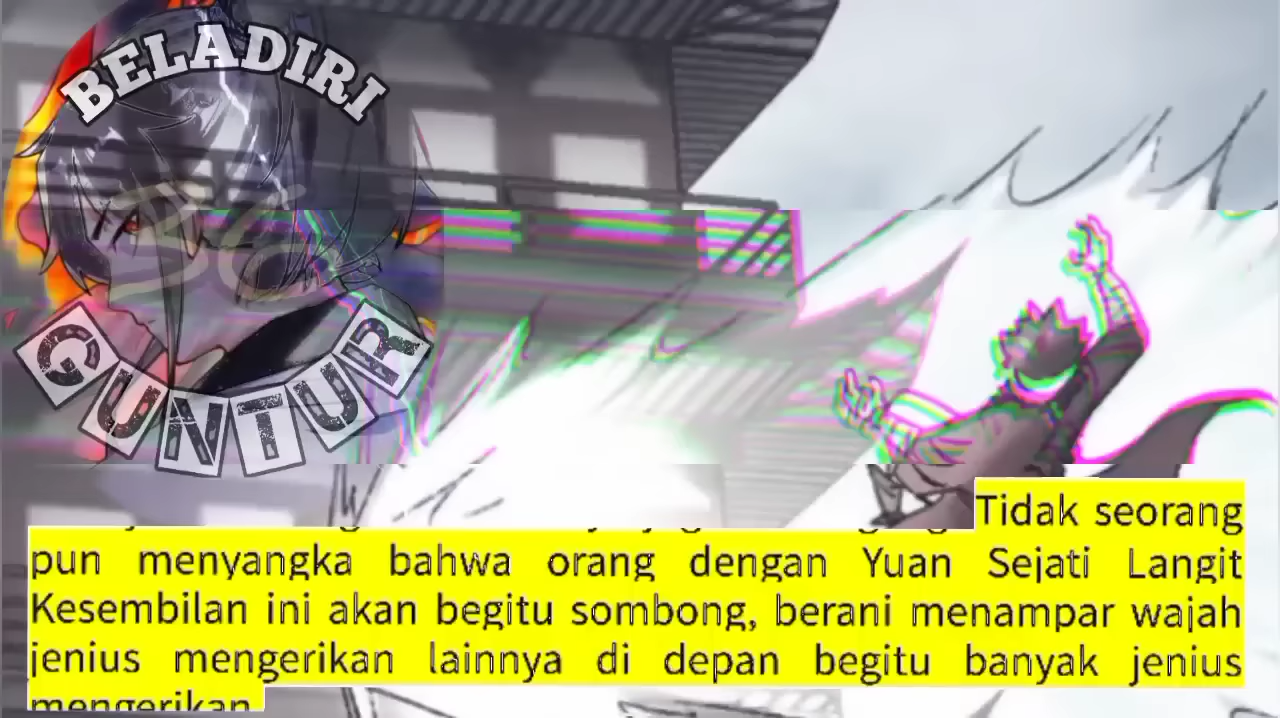 BELADIRI
GUNTUR
Tidak seorang
pun menyangka bahwa orang dengan Yuan Sejati Langit
Kesembilan ini akan begitu sombong, berani menampar wajah
jenius mengerikan lainnya di depan begitu banyak jenius
mengerikan.